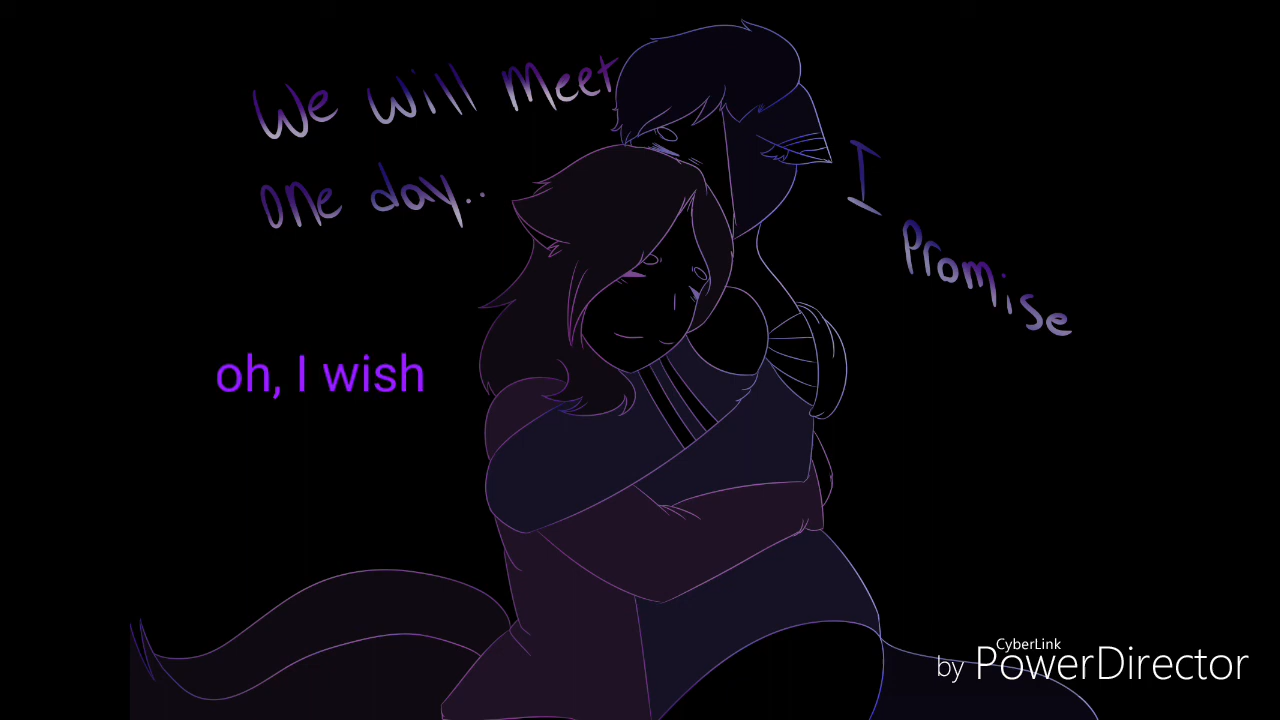 We will meet
one day..
I
Promise
oh, I wish
by CyberLink PowerDirector